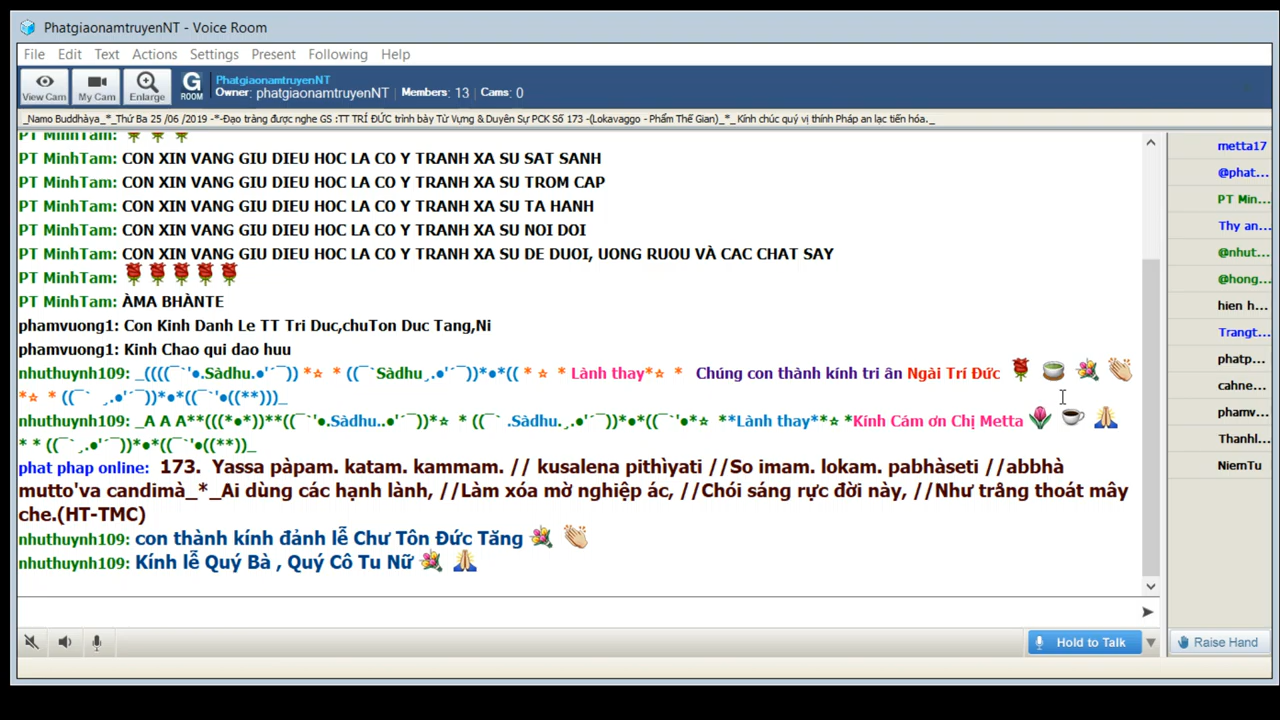 PhatgiaonamtruyenNT - Voice Room
File Edit Text Actions Settings Present Following Help
View Cam My Cam Enlarge G ROOM
PhatgiaonamtruyenNT
Owner: phatgiaonamtruyenNT Members: 13 Cams: 0
_Namo Buddhàya_*_Thứ Ba 25 /06 /2019 -*-Đạo tràng được nghe GS :TT TRÍ ĐỨC trình bày Từ Vựng & Duyên Sự PCK Số 173 -(Lokavaggo - Phẩm Thế Gian)_*_ Kính chúc quý vị thính Pháp an lạc tiến hóa._
PT MinhTam:
PT MinhTam: CON XIN VANG GIU DIEU HOC LA CO Y TRANH XA SU SAT SANH
PT MinhTam: CON XIN VANG GIU DIEU HOC LA CO Y TRANH XA SU TROM CAP
PT MinhTam: CON XIN VANG GIU DIEU HOC LA CO Y TRANH XA SU TA HANH
PT MinhTam: CON XIN VANG GIU DIEU HOC LA CO Y TRANH XA SU NOI DOI
PT MinhTam: CON XIN VANG GIU DIEU HOC LA CO Y TRANH XA SU DE DUOI, UONG RUOU VÀ CAC CHAT SAY
PT MinhTam:
PT MinhTam: ÀMA BHÀNTE
phamvuong1: Con Kinh Danh Le TT Tri Duc,chuTon Duc Tang,Ni
phamvuong1: Kinh Chao qui dao huu
nhuthuynh109: _((((¯`'●.Sàdhu.●'´¯)) *☆ * ((¯`Sàdhu¸.●'´¯))*●*(( * ☆ * Lành thay*☆ * Chúng con thành kính tri ân Ngài Trí Đức
*☆ * ((¯` ¸.●'´¯))*●*((¯`'●((**)))_
nhuthuynh109: _A A A**(((*●*))**((¯`'●.Sàdhu..●'´¯))*☆ * ((¯` .Sàdhu.¸.●'´¯))*●*((¯`'●*☆ **Lành thay**☆ *Kính Cám ơn Chị Metta
* * ((¯`¸.●'´¯))*●*((¯`'●((**))_
phat phap online: 173. Yassa pàpam. katam. kammam. // kusalena pithìyati //So imam. lokam. pabhàseti //abbhà
mutto'va candimà_*_Ai dùng các hạnh lành, //Làm xóa mờ nghiệp ác, //Chói sáng rực đời này, //Như trăng thoát mây
che.(HT-TMC)
nhuthuynh109: con thành kính đảnh lễ Chư Tôn Đức Tăng
nhuthuynh109: Kính lễ Quý Bà , Quý Cô Tu Nữ
metta17
@phat...
PT Min...
Thy an...
@nhut...
@hong...
hien h...
Trangt...
phatp...
cahne...
phamv...
Thanhl...
NiemTu
Hold to Talk
Raise Hand